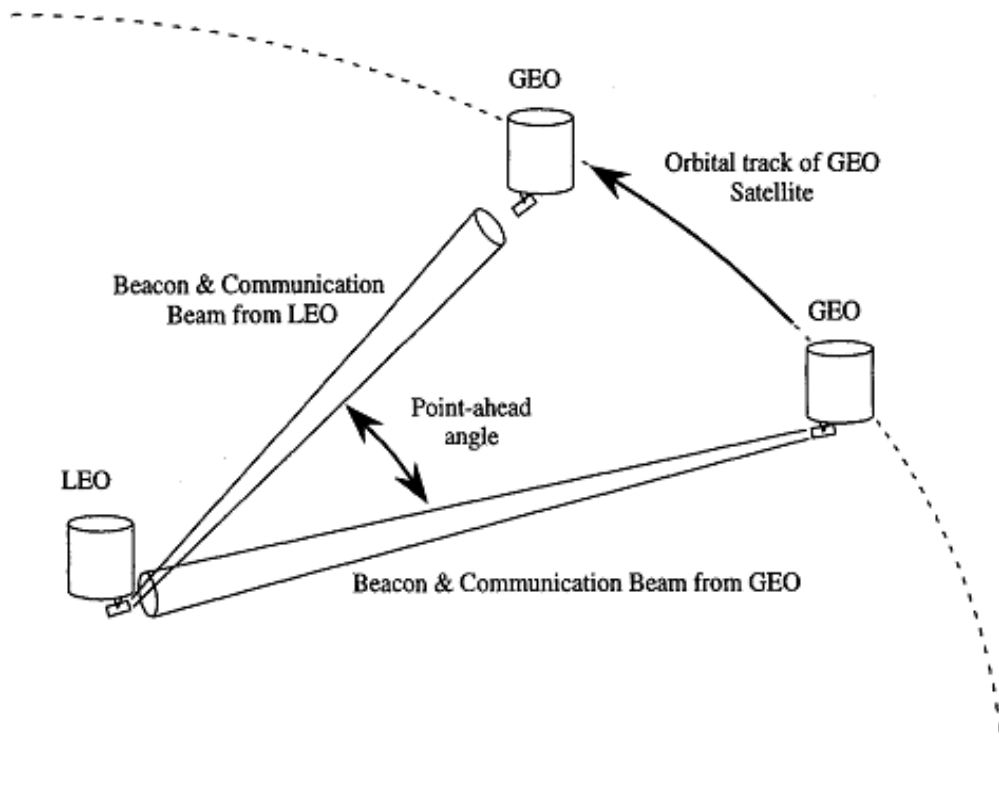 GEO
Orbital track of GEO
Satellite
Beacon & Communication
Beam from LEO
GEO
Point-ahead
angle
LEO
Beacon & Communication Beam from GEO